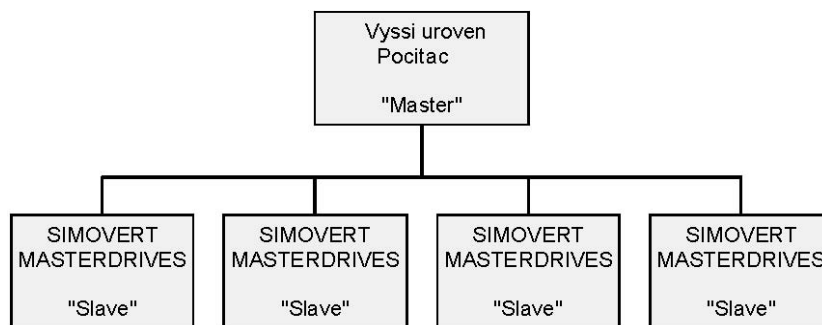 Vyssi uroven
Pocitac
"Master"
SIMOVERT
MASTERDRIVES
"Slave"
SIMOVERT
MASTERDRIVES
"Slave"
SIMOVERT
MASTERDRIVES
"Slave"
SIMOVERT
MASTERDRIVES
"Slave"